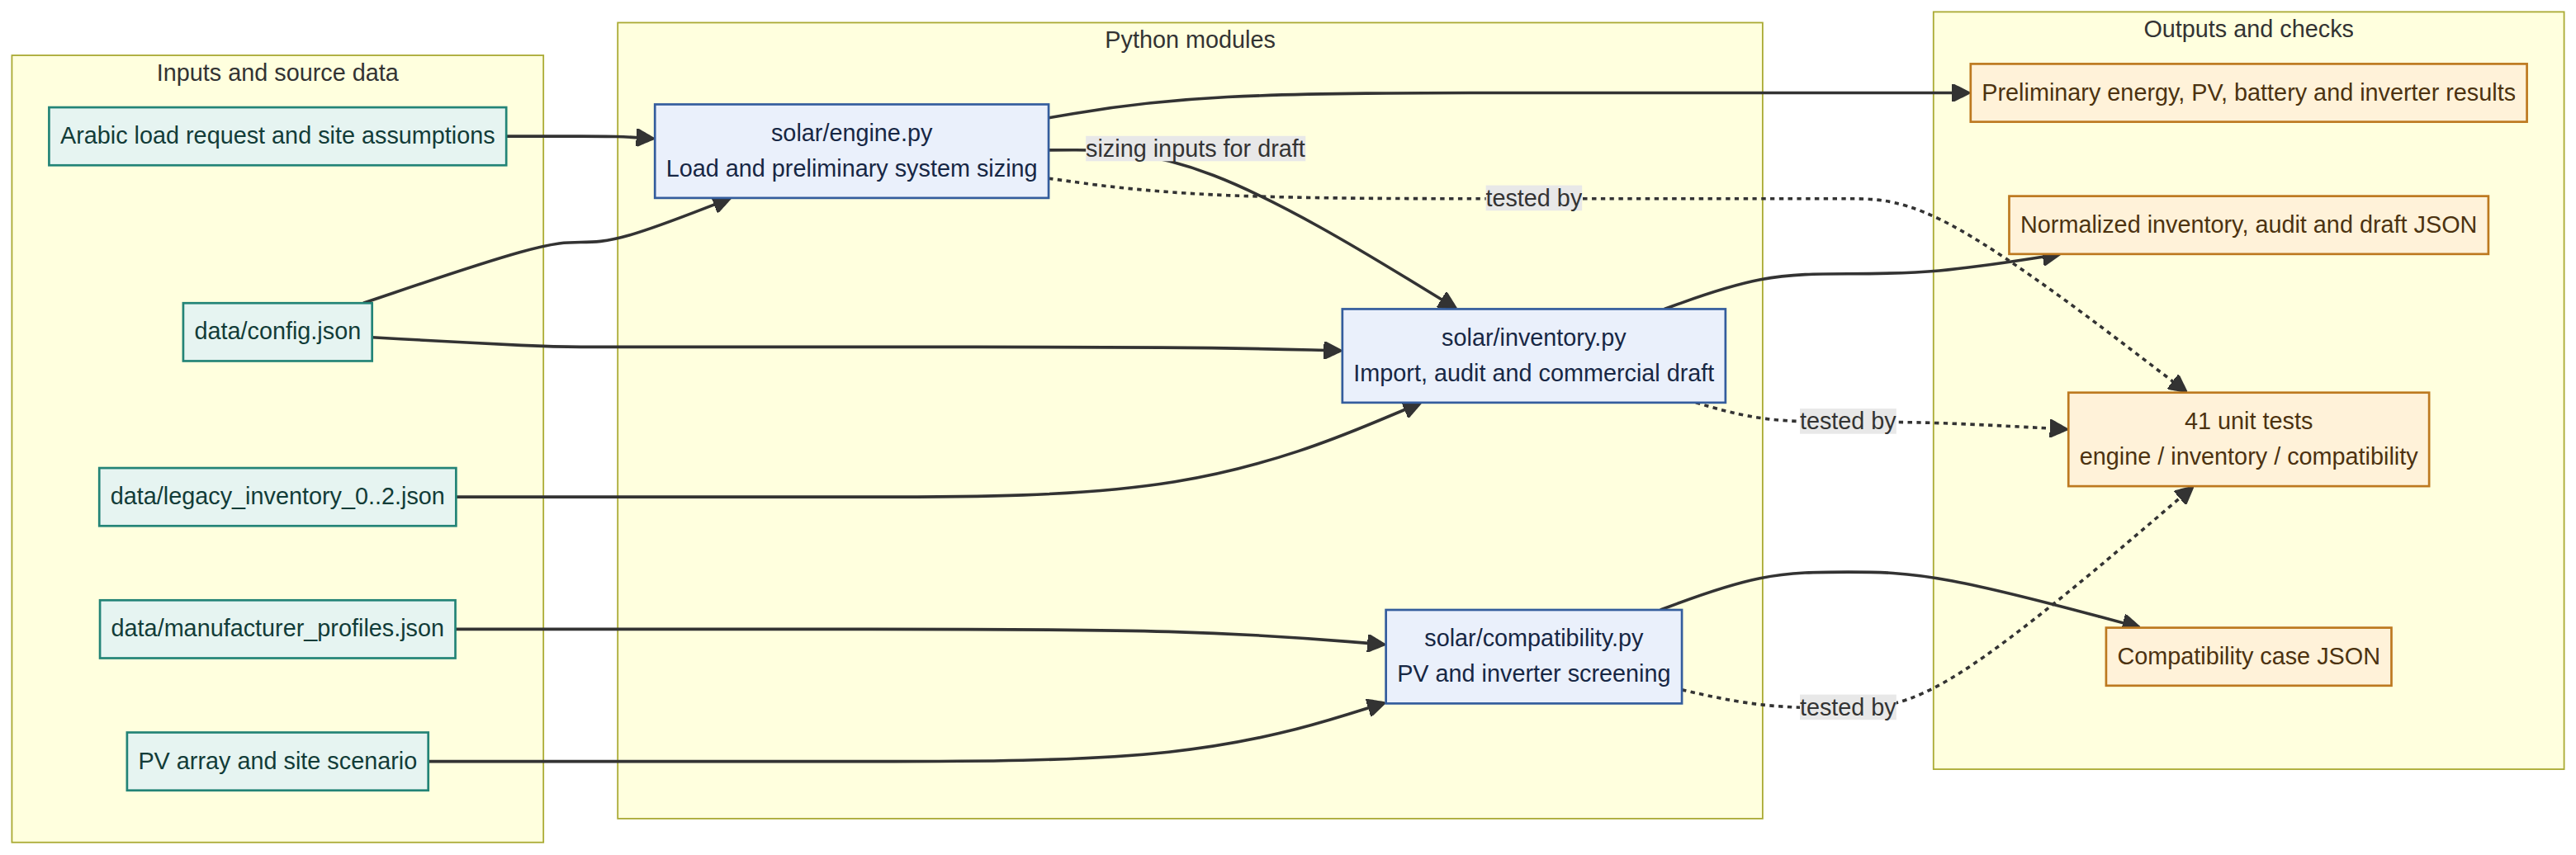 Inputs and source data
Arabic load request and site assumptions
data/config.json
data/legacy_inventory_0..2.json
data/manufacturer_profiles.json
PV array and site scenario
Python modules
solar/engine.py
Load and preliminary system sizing
sizing inputs for draft
tested by
solar/inventory.py
Import, audit and commercial draft
tested by
solar/compatibility.py
PV and inverter screening
tested by
Outputs and checks
Preliminary energy, PV, battery and inverter results
Normalized inventory, audit and draft JSON
41 unit tests
engine / inventory / compatibility
Compatibility case JSON